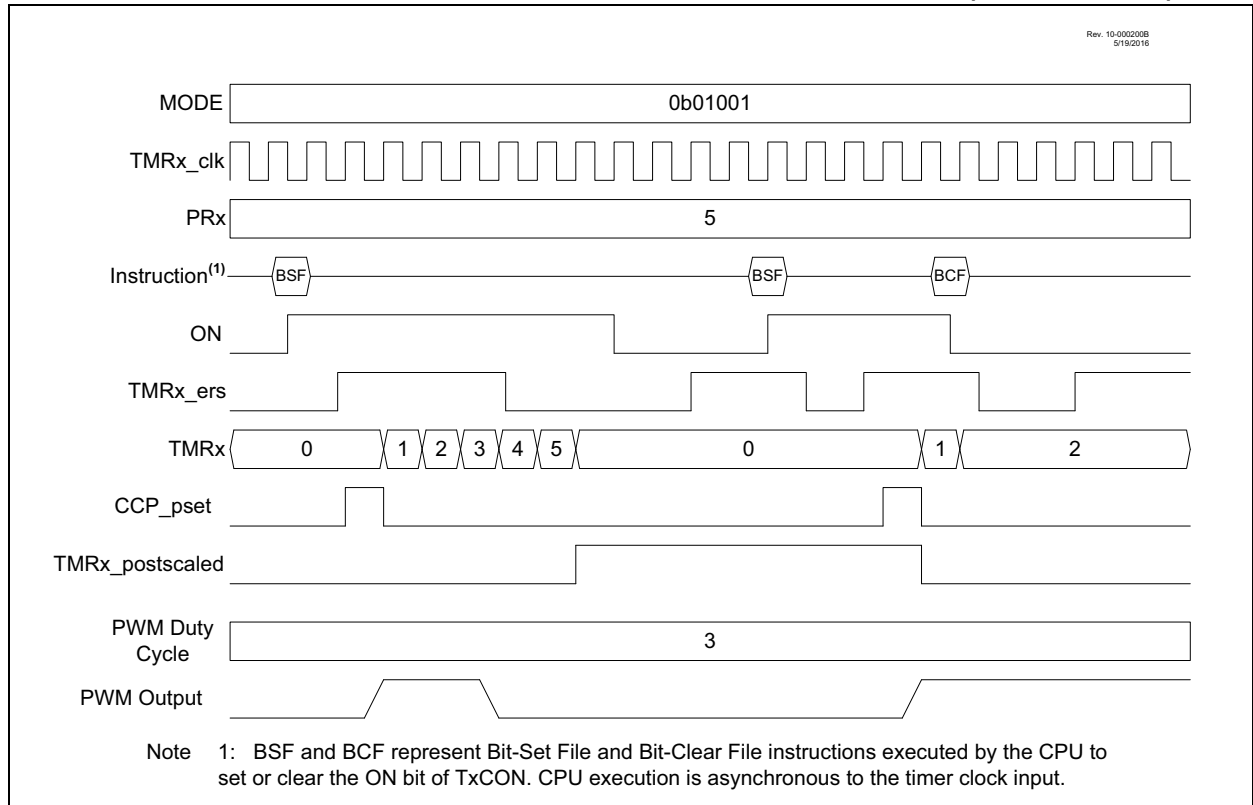 Rev. 10-000200B
5/19/2016
MODE 0b01001
TMRx_clk
PRx 5
Instruction(1) BSF BSF BCF
ON
TMRx_ers
TMRx 0 1 2 3 4 5 0 1 2
CCP_pset
TMRx_postscaled
PWM Duty
Cycle 3
PWM Output
Note 1: BSF and BCF represent Bit-Set File and Bit-Clear File instructions executed by the CPU to
set or clear the ON bit of TxCON. CPU execution is asynchronous to the timer clock input.